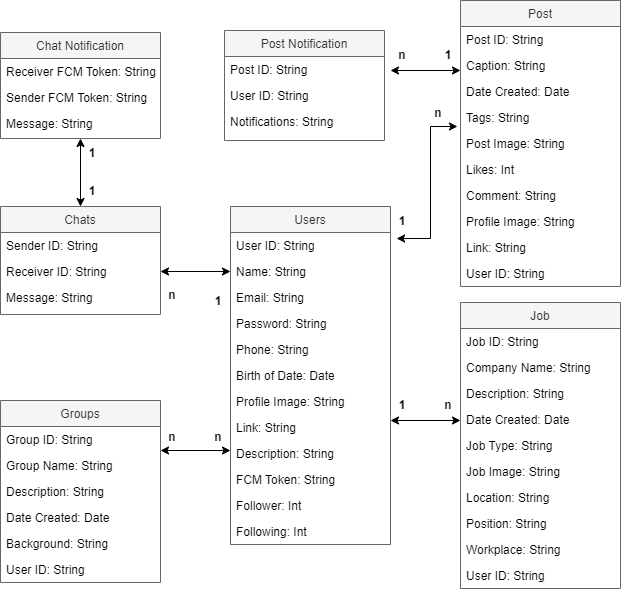 Chat Notification
Receiver FCM Token: String
Sender FCM Token: String
Message: String
Post Notification
Post ID: String
User ID: String
Notifications: String
n
1
Post
Post ID: String
Caption: String
Date Created: Date
Tags: String
Post Image: String
Likes: Int
Comment: String
Profile Image: String
Link: String
User ID: String
1
1
n
1
Chats
Sender ID: String
Receiver ID: String
Message: String
n
1
Users
User ID: String
Name: String
Email: String
Password: String
Phone: String
Birth of Date: Date
Profile Image: String
Link: String
Description: String
FCM Token: String
Follower: Int
Following: Int
1
n
Job
Job ID: String
Company Name: String
Description: String
Date Created: Date
Job Type: String
Job Image: String
Location: String
Position: String
Workplace: String
User ID: String
Groups
Group ID: String
Group Name: String
Description: String
Date Created: Date
Background: String
User ID: String
n
n